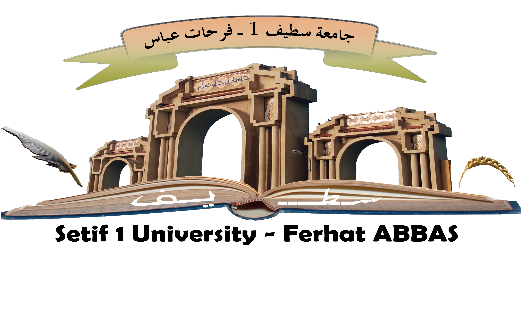 جامعة سطيف 1 - فرحات عباس
سطيف
Setif 1 University - Ferhat ABBAS